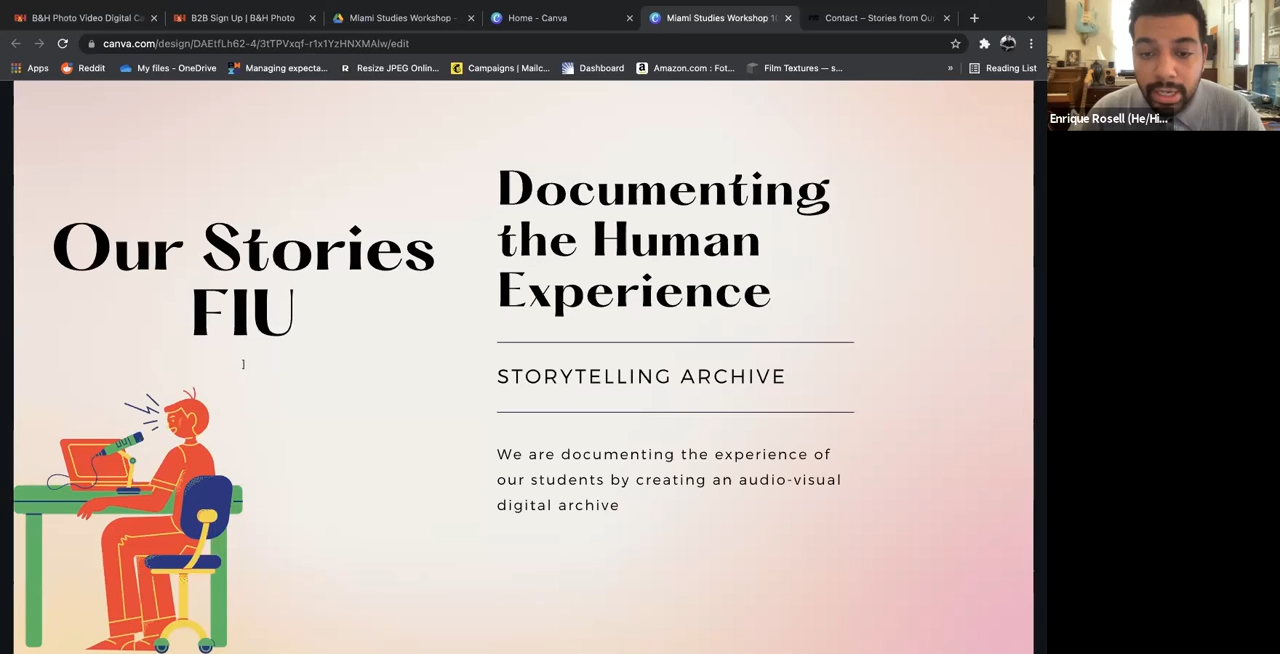 B&H Photo Video Digital Ca
B2B Sign Up | B&H Photo
MIami Studies Workshop -
Home - Canva
Miami Studies Workshop 10
Contact – Stories from Our
canva.com/design/DAEtfLh62-4/3tTPVxqf-r1x1YzHNXMAlw/edit
Apps
Reddit
My files - OneDrive
Managing expecta...
Resize JPEG Onlin...
Campaigns | Mailc...
Dashboard
Amazon.com : Fot...
Film Textures — s...
»
Reading List
Enrique Rosell (He/Hi...
Our Stories
FIU
Documenting
the Human
Experience
STORYTELLING ARCHIVE
We are documenting the experience of
our students by creating an audio-visual
digital archive